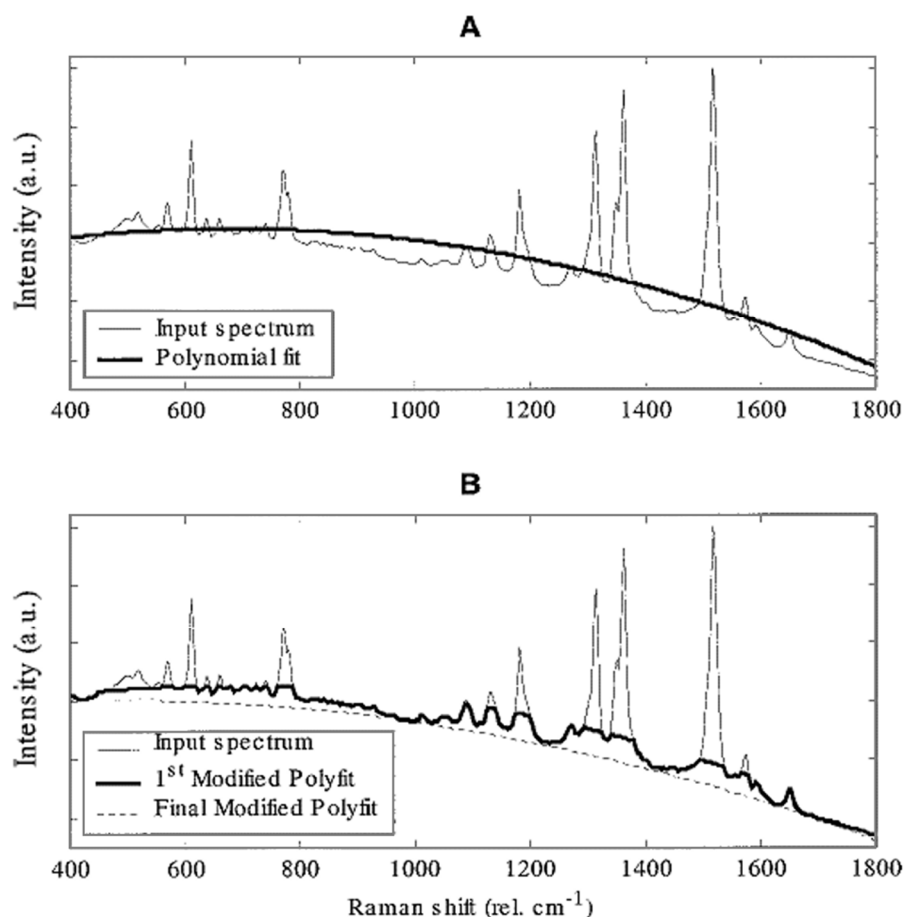 A
Intensity (a.u.)
Input spectrum
Polynomial fit
400 600 800 1000 1200 1400 1600 1800
B
Intensity (a.u.)
Input spectrum
1st Modified Polyfit
Final Modified Polyfit
400 600 800 1000 1200 1400 1600 1800
Raman shift (rel. cm-1)